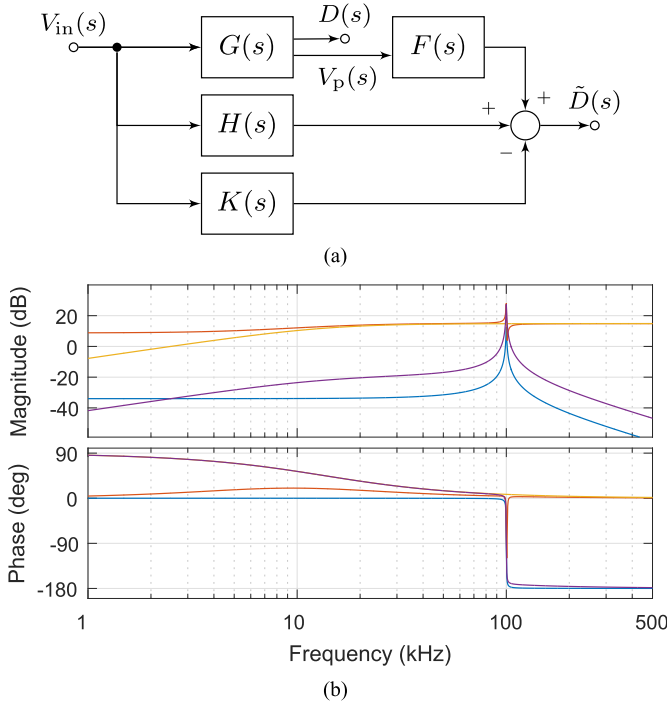 V_in(s)
G(s)
D(s)
V_p(s)
F(s)
H(s)
+
+
−
D̃(s)
K(s)
(a)
Magnitude (dB)
20
0
-20
-40
Phase (deg)
90
0
-90
-180
1
10
100
500
Frequency (kHz)
(b)